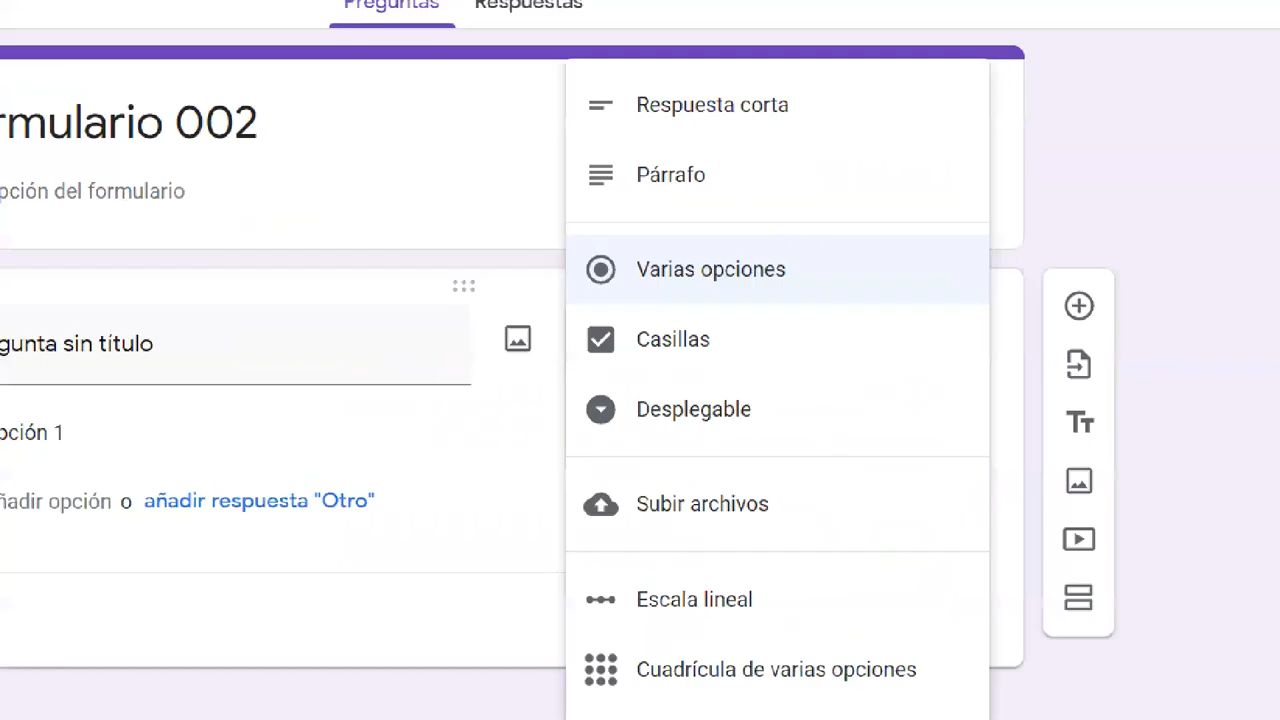 Preguntas Respuestas
rmulario 002
pción del formulario
gunta sin título
pción 1
ñadir opción o añadir respuesta "Otro"
Respuesta corta
Párrafo
Varias opciones
Casillas
Desplegable
Subir archivos
Escala lineal
Cuadrícula de varias opciones
Tт